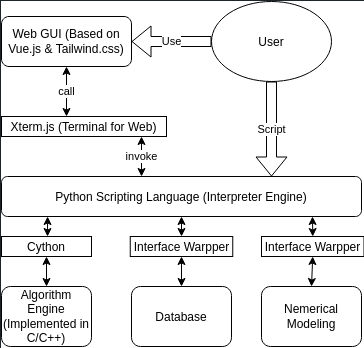 Web GUI (Based on
Vue.js & Tailwind.css)
Use
User
call
Xterm.js (Terminal for Web)
Script
invoke
Python Scripting Language (Interpreter Engine)
Cython
Interface Warpper
Interface Warpper
Algorithm
Engine
(Implemented in
C/C++)
Database
Nemerical
Modeling